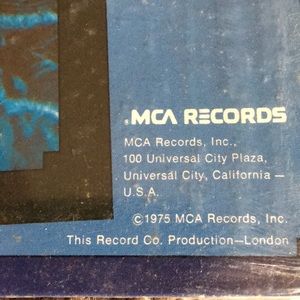 .MCA RECORDS
MCA Records, Inc.,
100 Universal City Plaza,
Universal City, California —
U.S.A.
©1975 MCA Records, Inc.
This Record Co. Production—London